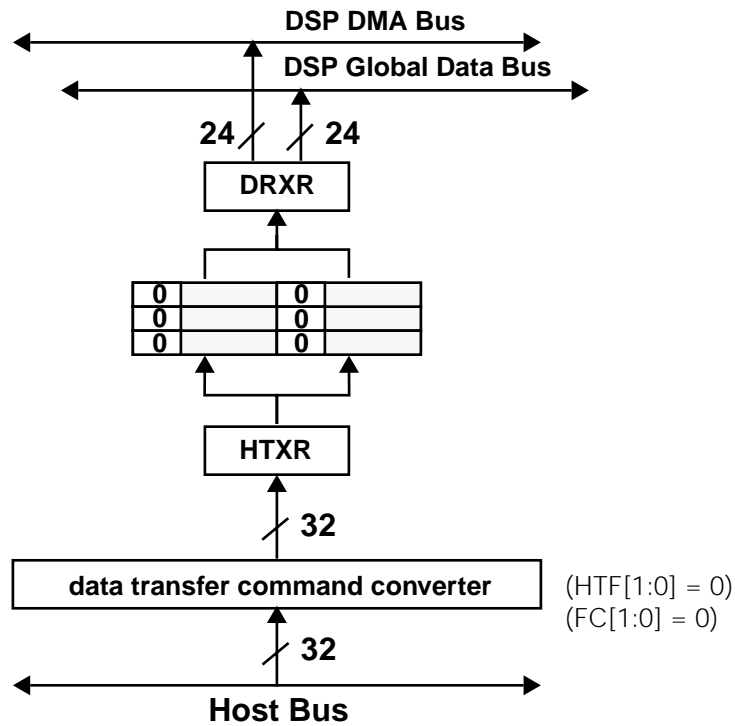 DSP DMA Bus
DSP Global Data Bus
24 24
DRXR
0 0
0 0
0 0
HTXR
32
data transfer command converter (HTF[1:0] = 0)
(FC[1:0] = 0)
32
Host Bus